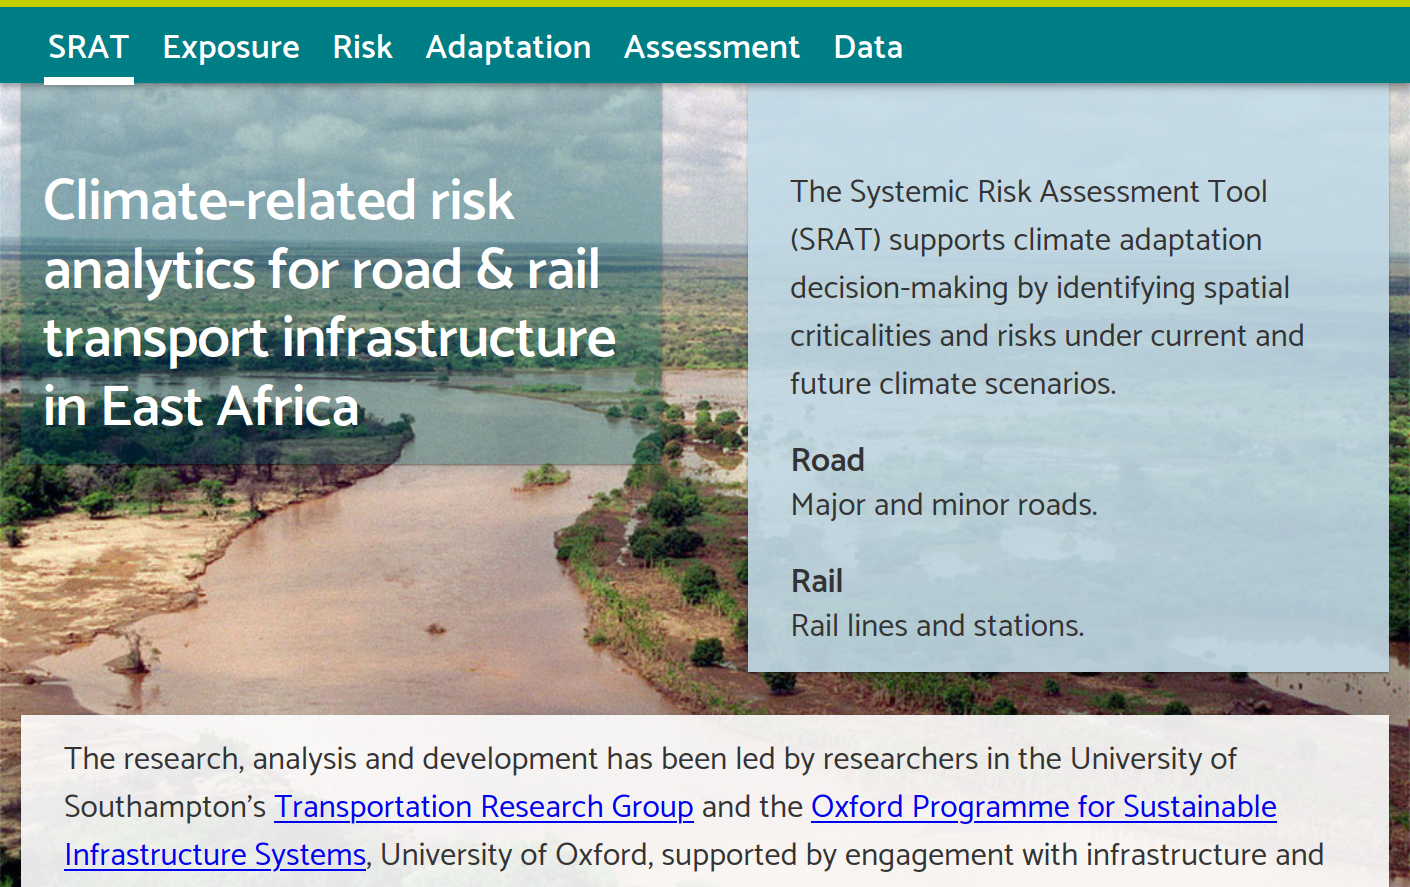 SRAT Exposure Risk Adaptation Assessment Data
Climate-related risk
analytics for road & rail
transport infrastructure
in East Africa
The Systemic Risk Assessment Tool
(SRAT) supports climate adaptation
decision-making by identifying spatial
criticalities and risks under current and
future climate scenarios.
Road
Major and minor roads.
Rail
Rail lines and stations.
The research, analysis and development has been led by researchers in the University of
Southampton’s Transportation Research Group and the Oxford Programme for Sustainable
Infrastructure Systems, University of Oxford, supported by engagement with infrastructure and